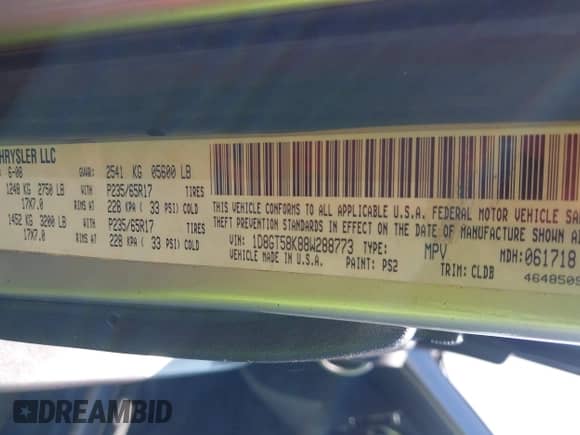 HRYSLER LLC
6-08 GVWR: 2541 KG 05600 LB
1248 KG 2750 LB WITH P235/65R17 TIRES
17X7.0 RIMS AT 228 KPA ( 33 PSI) COLD
1452 KG 3200 LB WITH P235/65R17 TIRES
17X7.0 RIMS AT 228 KPA ( 33 PSI) COLD
THIS VEHICLE CONFORMS TO ALL APPLICABLE U.S.A. FEDERAL MOTOR VEHICLE SA
THEFT PREVENTION STANDARDS IN EFFECT ON THE DATE OF MANUFACTURE SHOWN AB
VIN: 1D8GT58K88W288773 TYPE: MPV MDH: 061718
VEHICLE MADE IN U.S.A. PAINT: PS2 TRIM: CLDB
4648509
DREAMBID